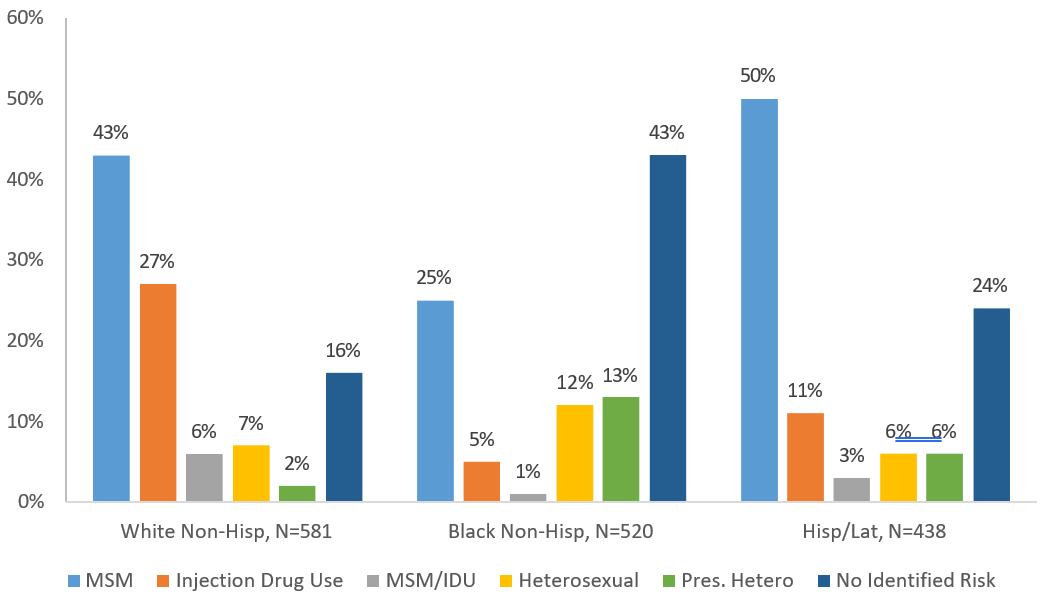 60%
50%
40%
30%
20%
10%
0%
43%
27%
6%
7%
2%
16%
25%
5%
1%
12%
13%
43%
50%
11%
3%
6%
6%
24%
White Non-Hisp, N=581
Black Non-Hisp, N=520
Hisp/Lat, N=438
MSM
Injection Drug Use
MSM/IDU
Heterosexual
Pres. Hetero
No Identified Risk